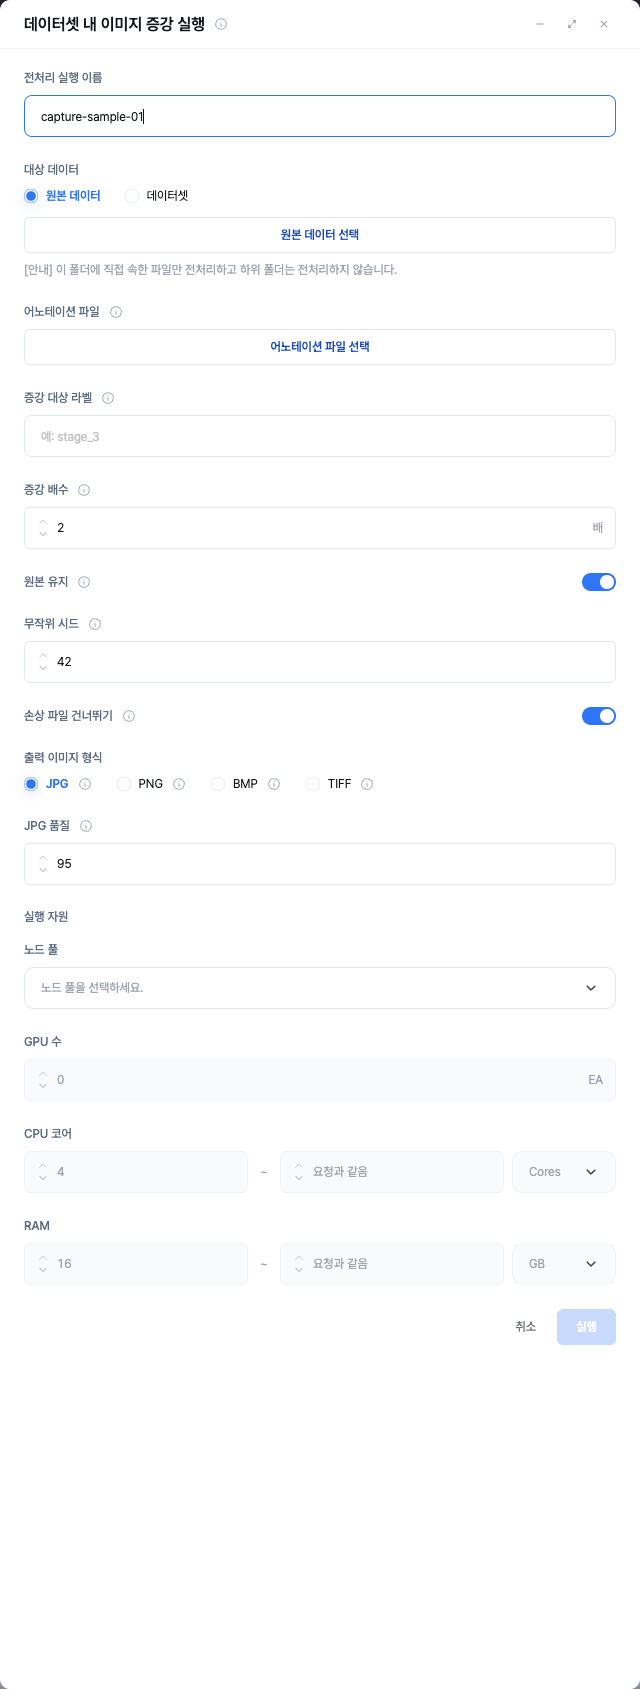 데이터셋 내 이미지 증강 실행
전처리 실행 이름
capture-sample-01
대상 데이터
원본 데이터 데이터셋
원본 데이터 선택
[안내] 이 폴더에 직접 속한 파일만 전처리하고 하위 폴더는 전처리하지 않습니다.
어노테이션 파일
어노테이션 파일 선택
증강 대상 라벨
예: stage_3
증강 배수
2 배
원본 유지
무작위 시드
42
손상 파일 건너뛰기
출력 이미지 형식
JPG PNG BMP TIFF
JPG 품질
95
실행 자원
노드 풀
노드 풀을 선택하세요.
GPU 수
0 EA
CPU 코어
4 ~ 요청과 같음 Cores
RAM
16 ~ 요청과 같음 GB
취소 실행